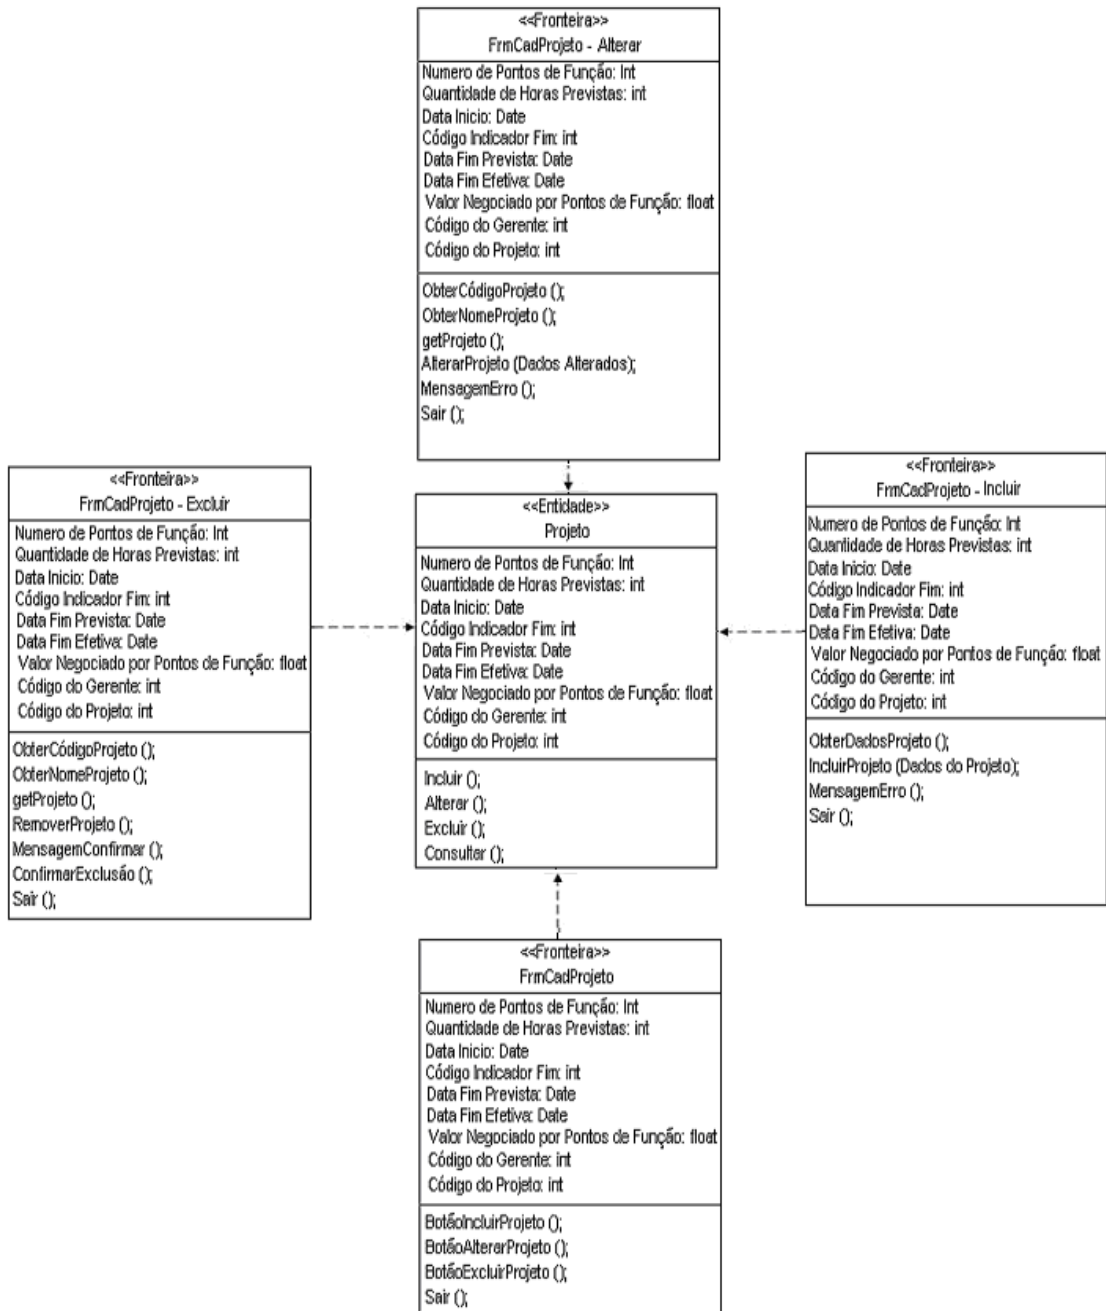 <<Fronteira>>
FrmCadProjeto - Alterar
Numero de Pontos de Função: Int
Quantidade de Horas Previstas: int
Data Inicio: Date
Código Indicador Fim: int
Data Fim Prevista: Date
Data Fim Efetiva: Date
Valor Negociado por Pontos de Função: float
Código do Gerente: int
Código do Projeto: int
ObterCódigoProjeto ();
ObterNomeProjeto ();
getProjeto ();
AlterarProjeto (Dados Alterados);
MensagemErro ();
Sair ();
<<Fronteira>>
FrmCadProjeto - Excluir
Numero de Pontos de Função: Int
Quantidade de Horas Previstas: int
Data Inicio: Date
Código Indicador Fim: int
Data Fim Prevista: Date
Data Fim Efetiva: Date
Valor Negociado por Pontos de Função: float
Código do Gerente: int
Código do Projeto: int
ObterCódigoProjeto ();
ObterNomeProjeto ();
getProjeto ();
RemoverProjeto ();
MensagemConfirmar ();
ConfirmarExclusão ();
Sair ();
<<Entidade>>
Projeto
Numero de Pontos de Função: Int
Quantidade de Horas Previstas: int
Data Inicio: Date
Código Indicador Fim: int
Data Fim Prevista: Date
Data Fim Efetiva: Date
Valor Negociado por Pontos de Função: float
Código do Gerente: int
Código do Projeto: int
Incluir ();
Alterar ();
Excluir ();
Consultar ();
<<Fronteira>>
FrmCadProjeto - Incluir
Numero de Pontos de Função: Int
Quantidade de Horas Previstas: int
Data Inicio: Date
Código Indicador Fim: int
Data Fim Prevista: Date
Data Fim Efetiva: Date
Valor Negociado por Pontos de Função: float
Código do Gerente: int
Código do Projeto: int
ObterDadosProjeto ();
IncluirProjeto (Dados do Projeto);
MensagemErro ();
Sair ();
<<Fronteira>>
FrmCadProjeto
Numero de Pontos de Função: Int
Quantidade de Horas Previstas: int
Data Inicio: Date
Código Indicador Fim: int
Data Fim Prevista: Date
Data Fim Efetiva: Date
Valor Negociado por Pontos de Função: float
Código do Gerente: int
Código do Projeto: int
BotãoIncluirProjeto ();
BotãoAlterarProjeto ();
BotãoExcluirProjeto ();
Sair ();